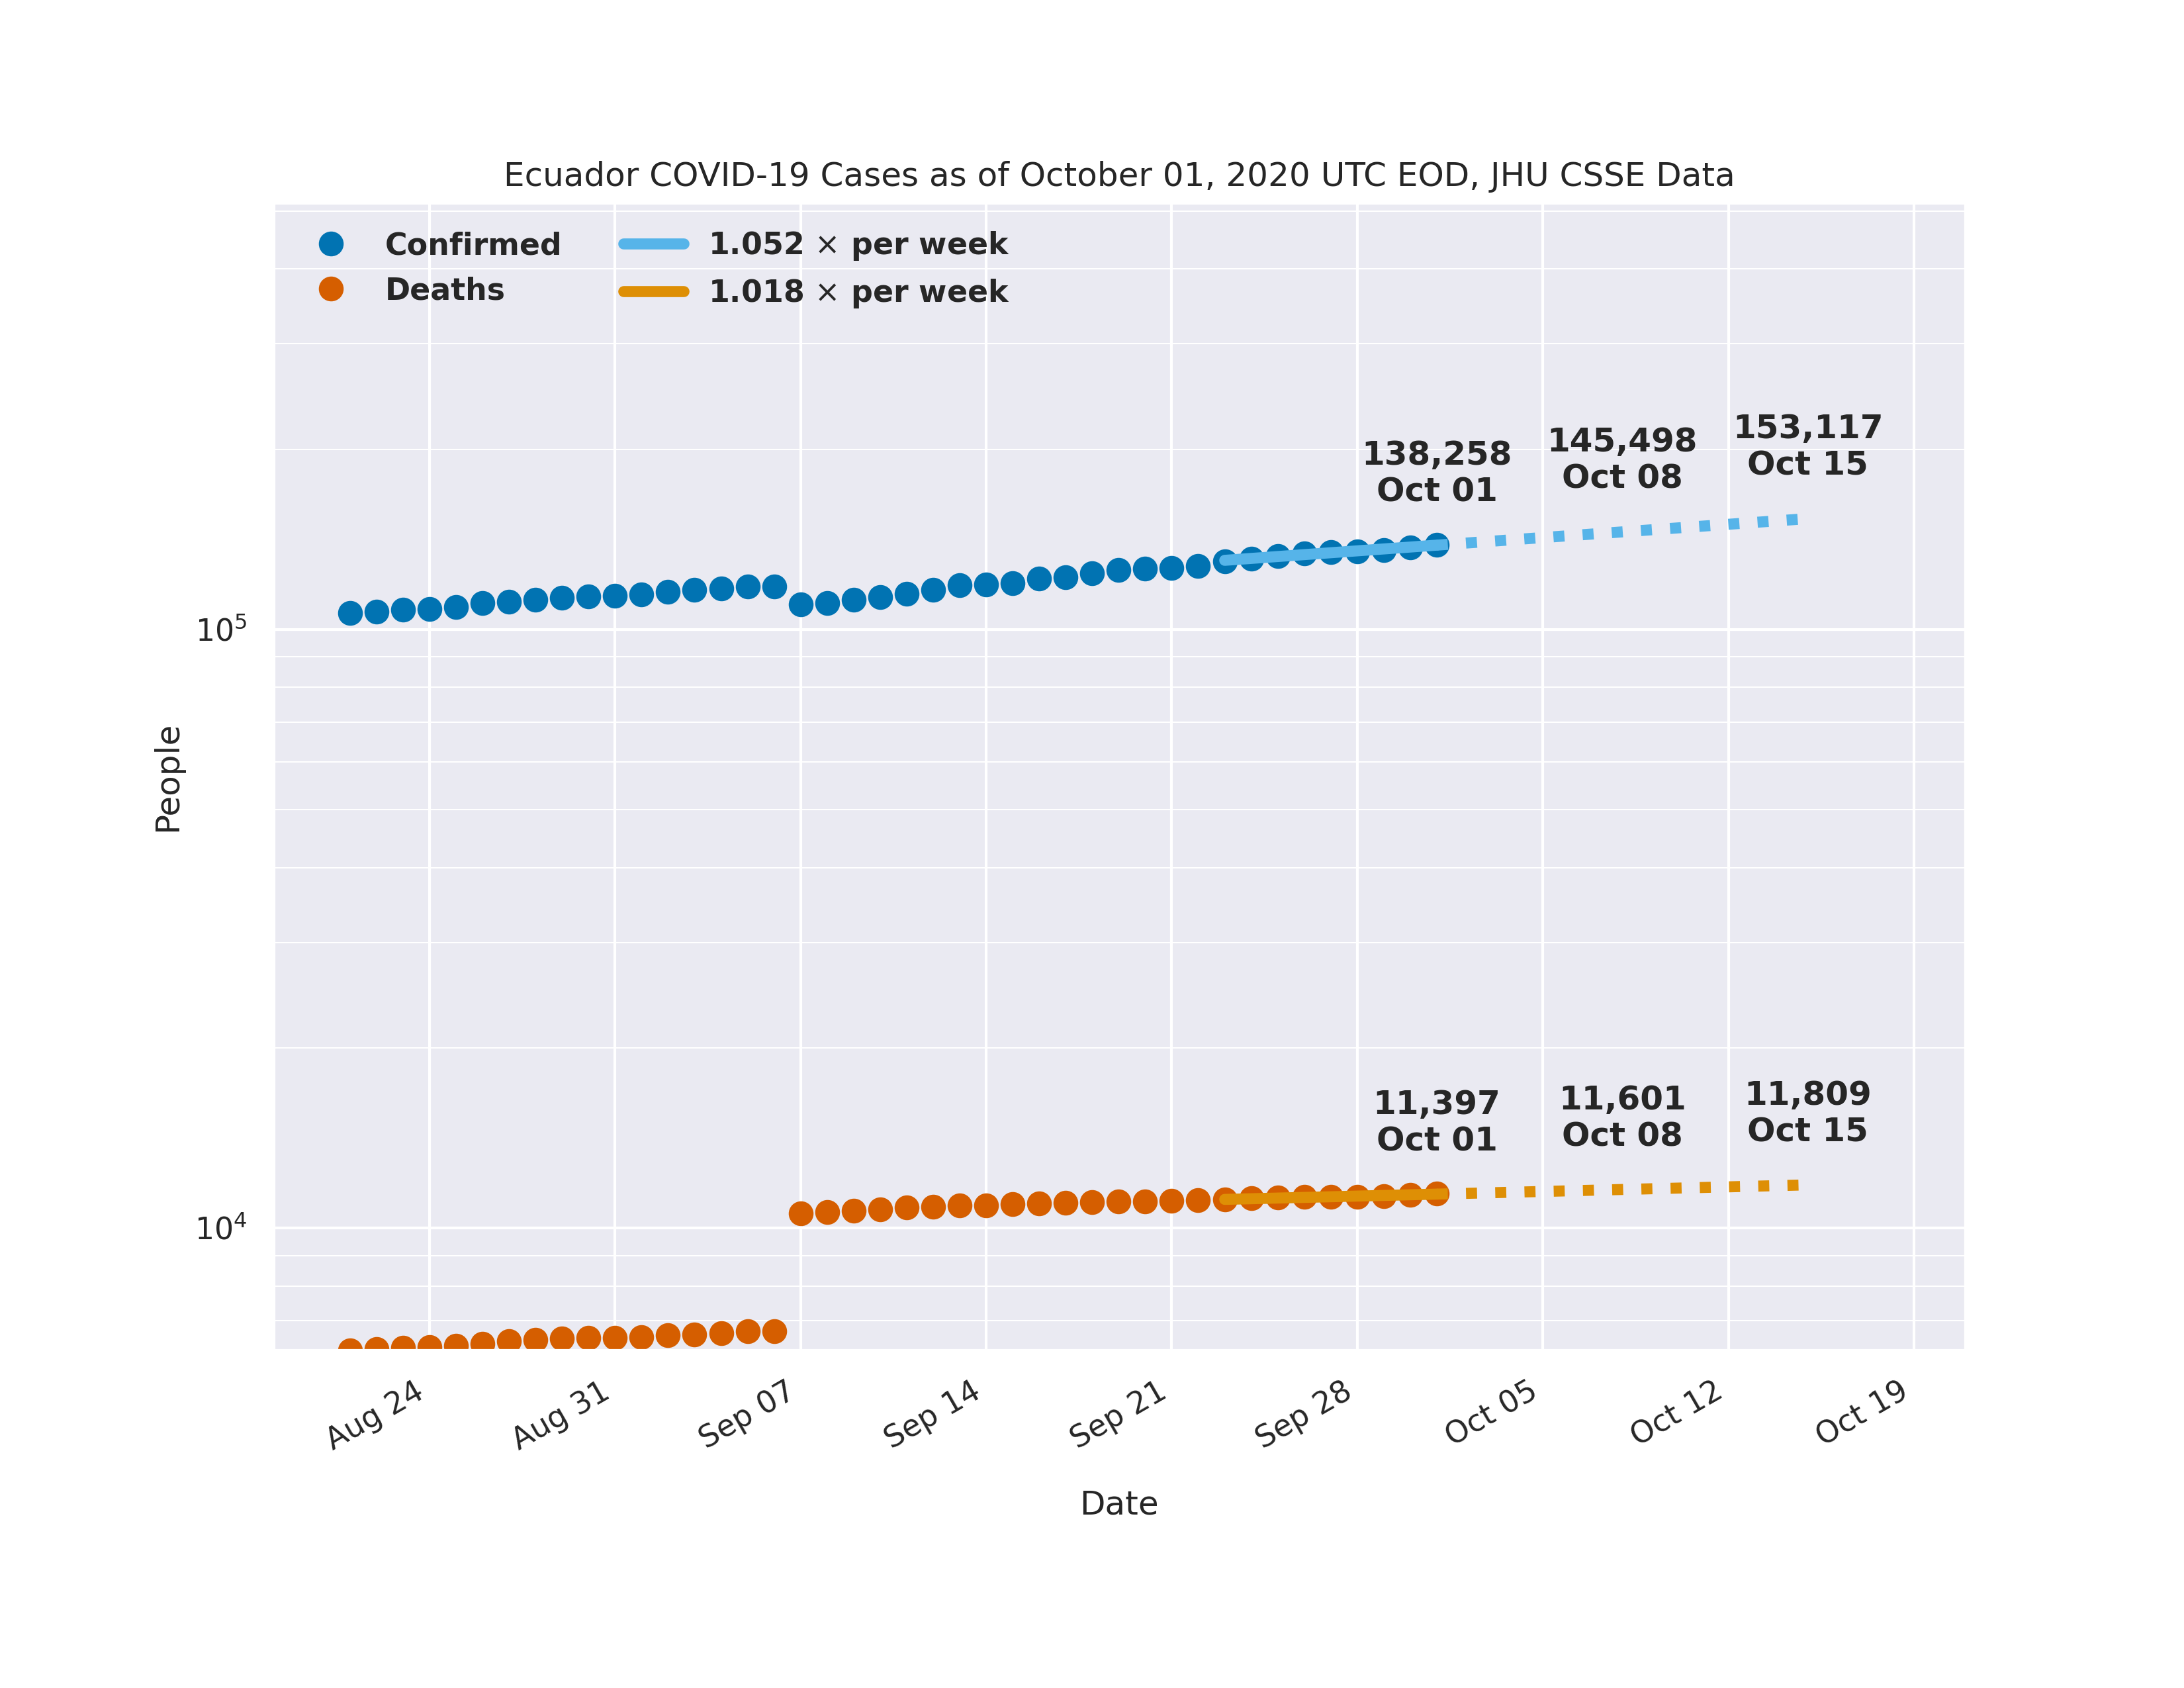 Ecuador COVID-19 Cases as of October 01, 2020 UTC EOD, JHU CSSE Data
Confirmed
Deaths
1.052 × per week
1.018 × per week
138,258
Oct 01
145,498
Oct 08
153,117
Oct 15
11,397
Oct 01
11,601
Oct 08
11,809
Oct 15
People
10⁵
10⁴
Aug 24
Aug 31
Sep 07
Sep 14
Sep 21
Sep 28
Oct 05
Oct 12
Oct 19
Date